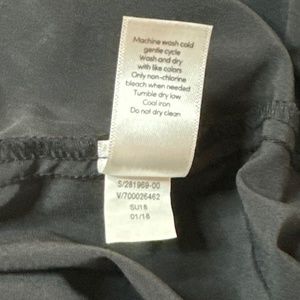 Machine wash cold
gentle cycle
Wash and dry
with like colors
Only non-chlorine
bleach when needed
Tumble dry low
Cool iron
Do not dry clean
S/281969-00
V/700026462
SU18
01/18